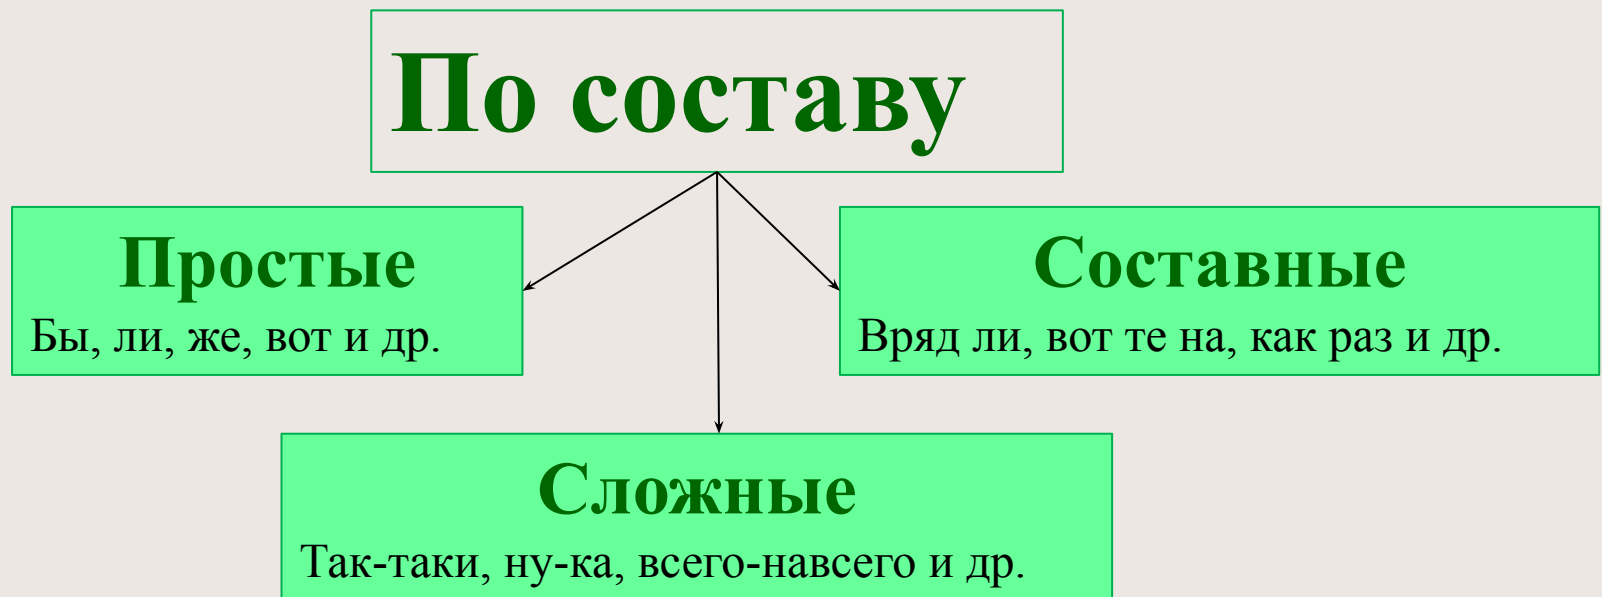 По составу
Простые
Бы, ли, же, вот и др.
Составные
Вряд ли, вот те на, как раз и др.
Сложные
Так-таки, ну-ка, всего-навсего и др.